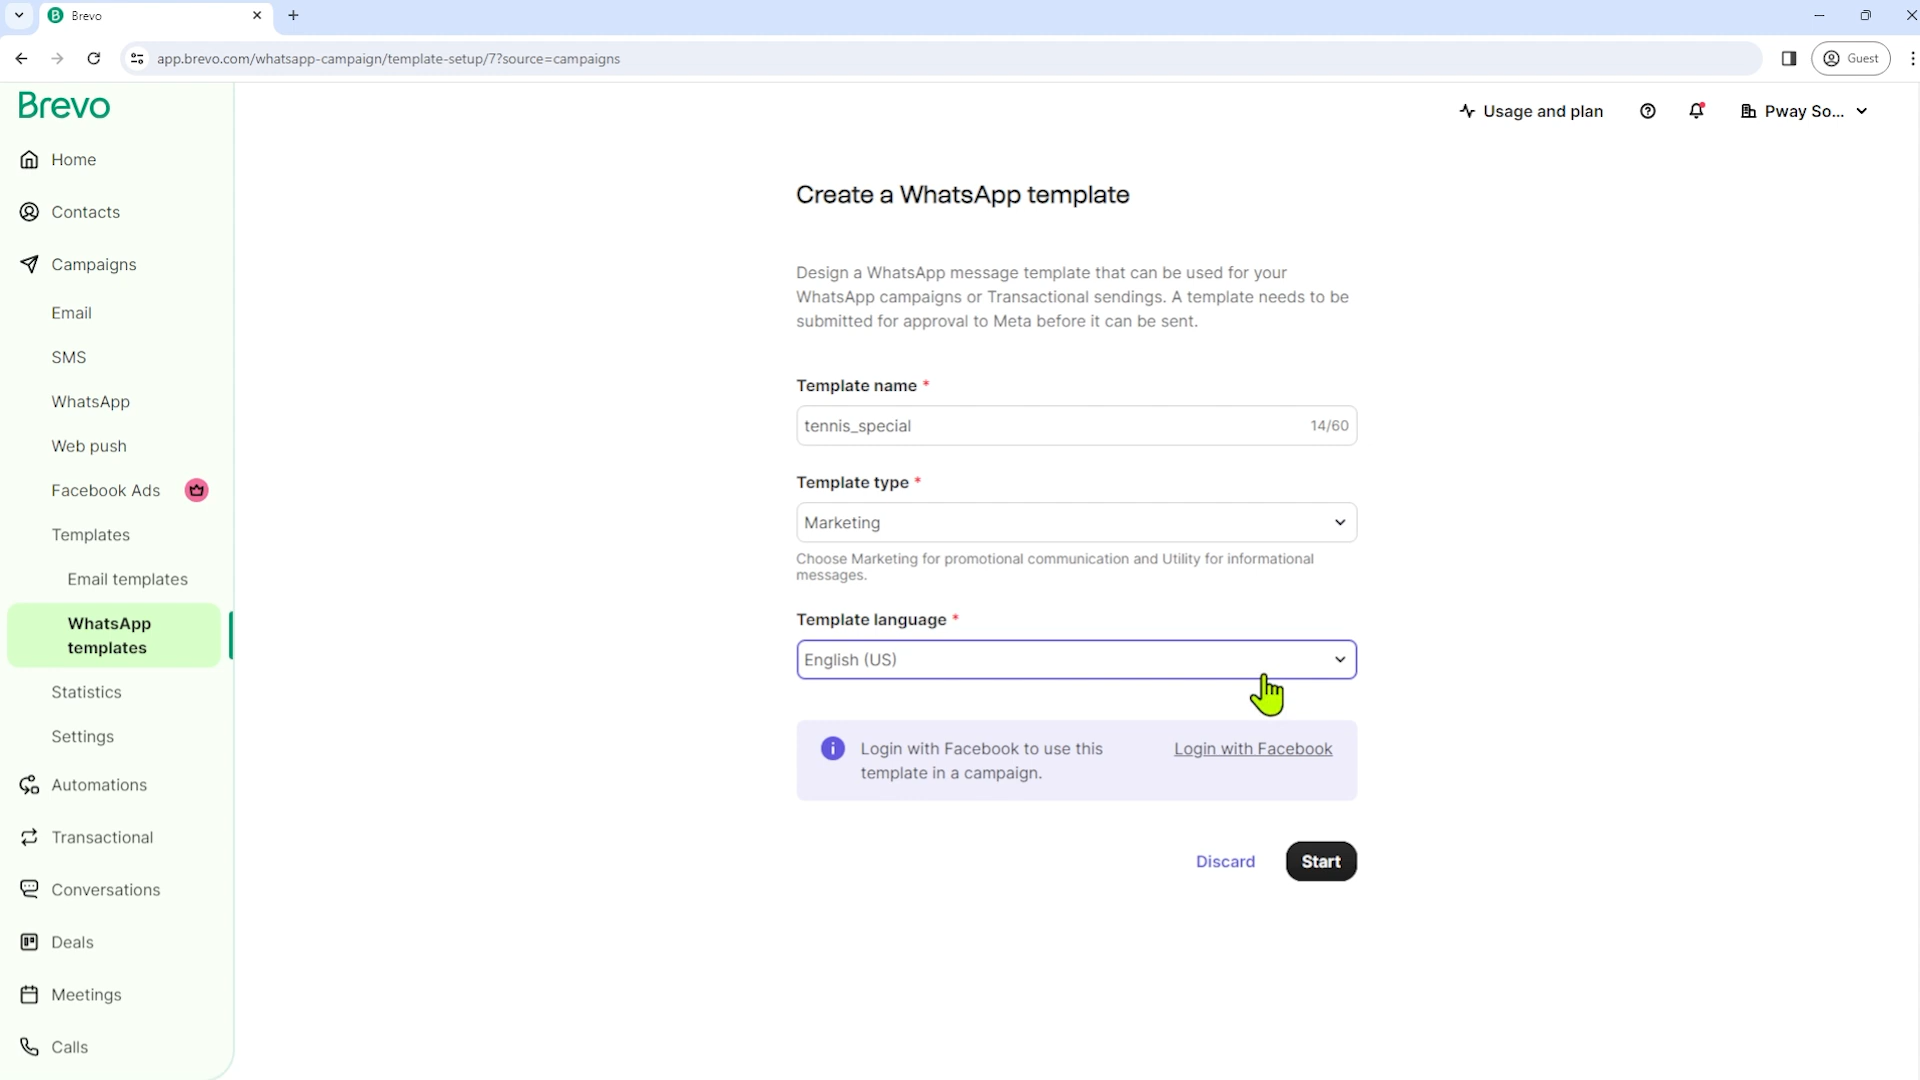 Brevo
app.brevo.com/whatsapp-campaign/template-setup/7?source=campaigns
Guest
Brevo
Usage and plan
Pway So...
Home
Contacts
Campaigns
Email
SMS
WhatsApp
Web push
Facebook Ads
Templates
Email templates
WhatsApp
templates
Statistics
Settings
Automations
Transactional
Conversations
Deals
Meetings
Calls
Create a WhatsApp template
Design a WhatsApp message template that can be used for your
WhatsApp campaigns or Transactional sendings. A template needs to be
submitted for approval to Meta before it can be sent.
Template name *
tennis_special 14/60
Template type *
Marketing
Choose Marketing for promotional communication and Utility for informational
messages.
Template language *
English (US)
Login with Facebook to use this
template in a campaign.
Login with Facebook
Discard
Start